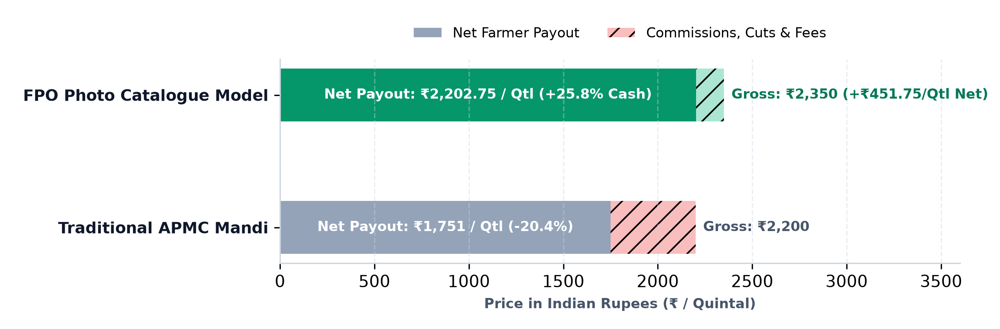 Net Farmer Payout
Commissions, Cuts & Fees
FPO Photo Catalogue Model
Net Payout: ₹2,202.75 / Qtl (+25.8% Cash)
Gross: ₹2,350 (+₹451.75/Qtl Net)
Traditional APMC Mandi
Net Payout: ₹1,751 / Qtl (-20.4%)
Gross: ₹2,200
0 500 1000 1500 2000 2500 3000 3500
Price in Indian Rupees (₹ / Quintal)